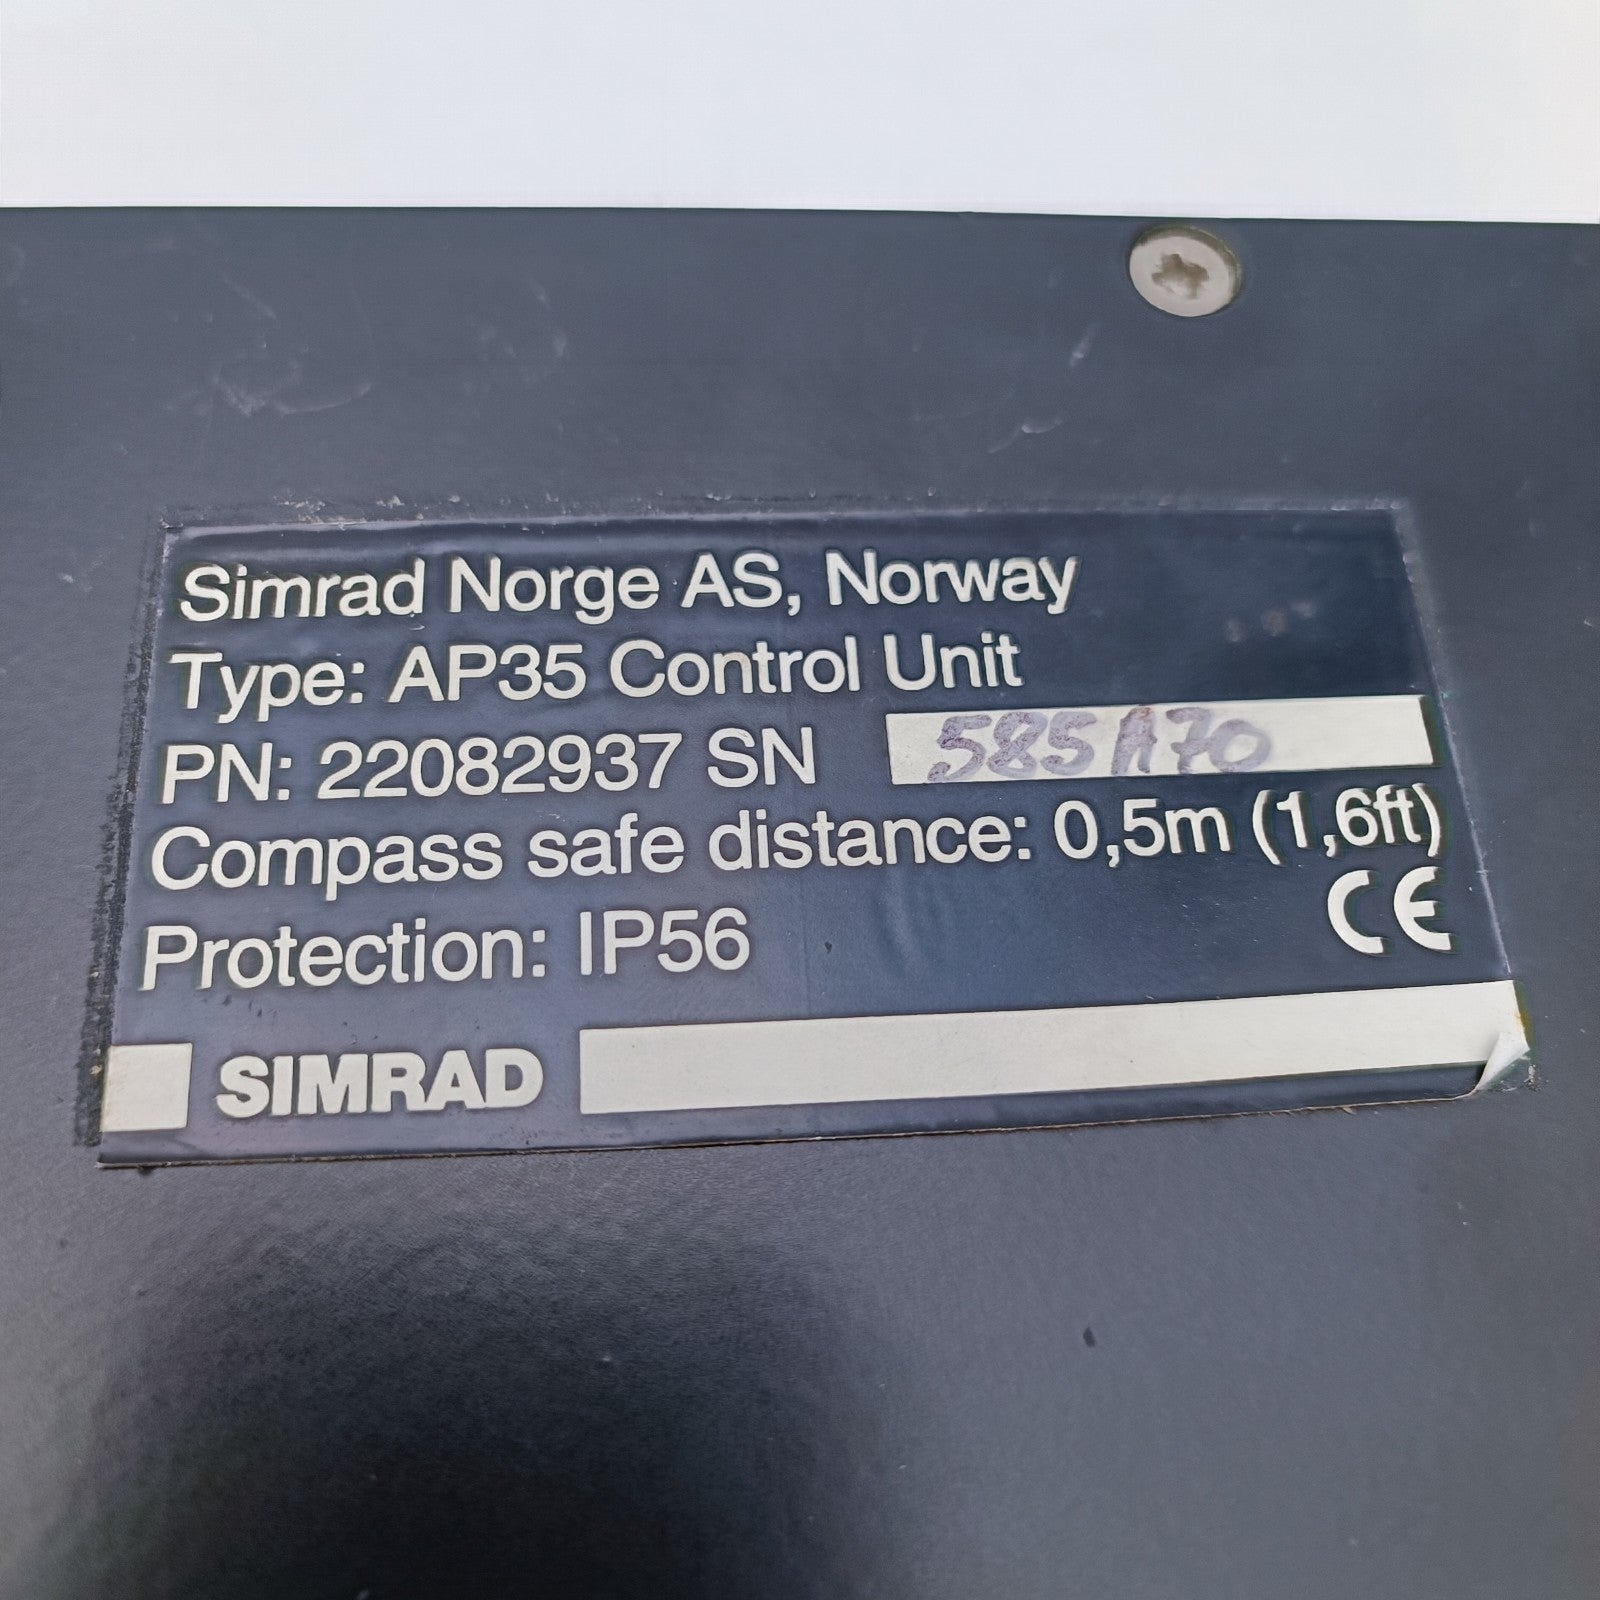 Simrad Norge AS, Norway
Type: AP35 Control Unit
PN: 22082937 SN 585A70
Compass safe distance: 0,5m (1,6ft)
Protection: IP56 CE
SIMRAD